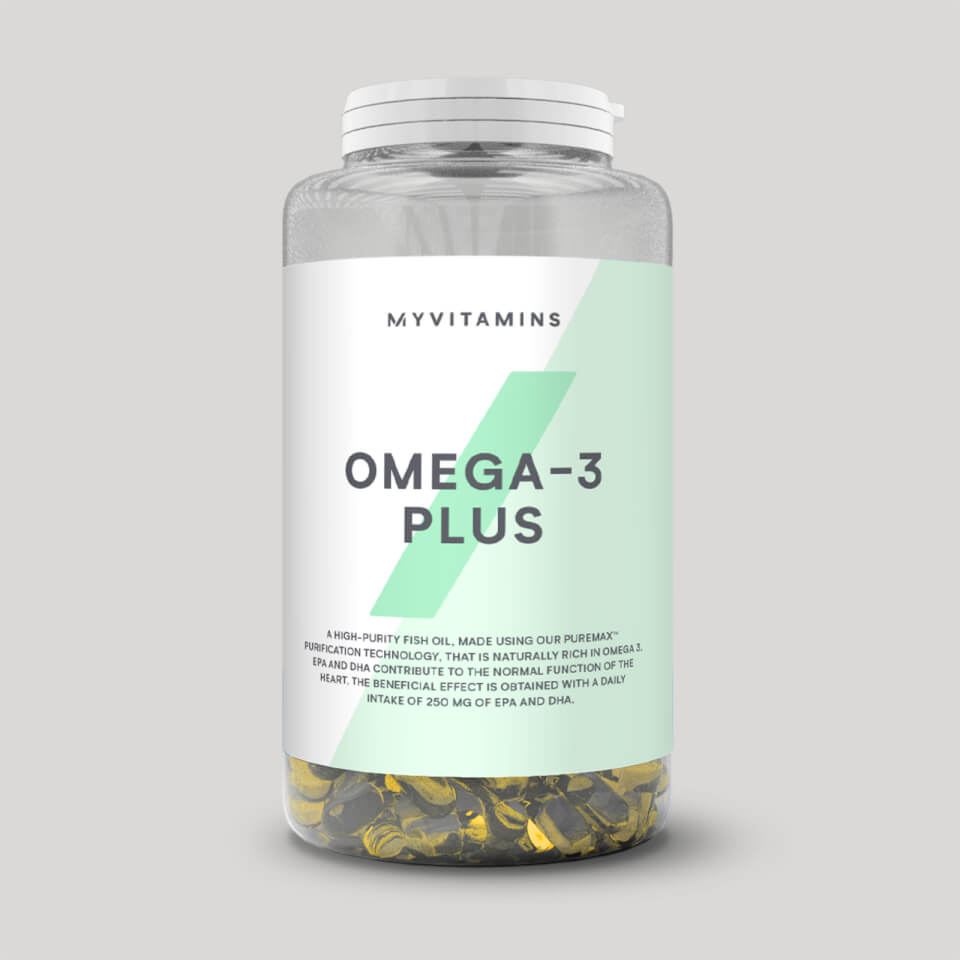 MYVITAMINS
OMEGA-3
PLUS
A HIGH-PURITY FISH OIL, MADE USING OUR PUREMAX™
PURIFICATION TECHNOLOGY, THAT IS NATURALLY RICH IN OMEGA 3.
EPA AND DHA CONTRIBUTE TO THE NORMAL FUNCTION OF THE
HEART. THE BENEFICIAL EFFECT IS OBTAINED WITH A DAILY
INTAKE OF 250 MG OF EPA AND DHA.